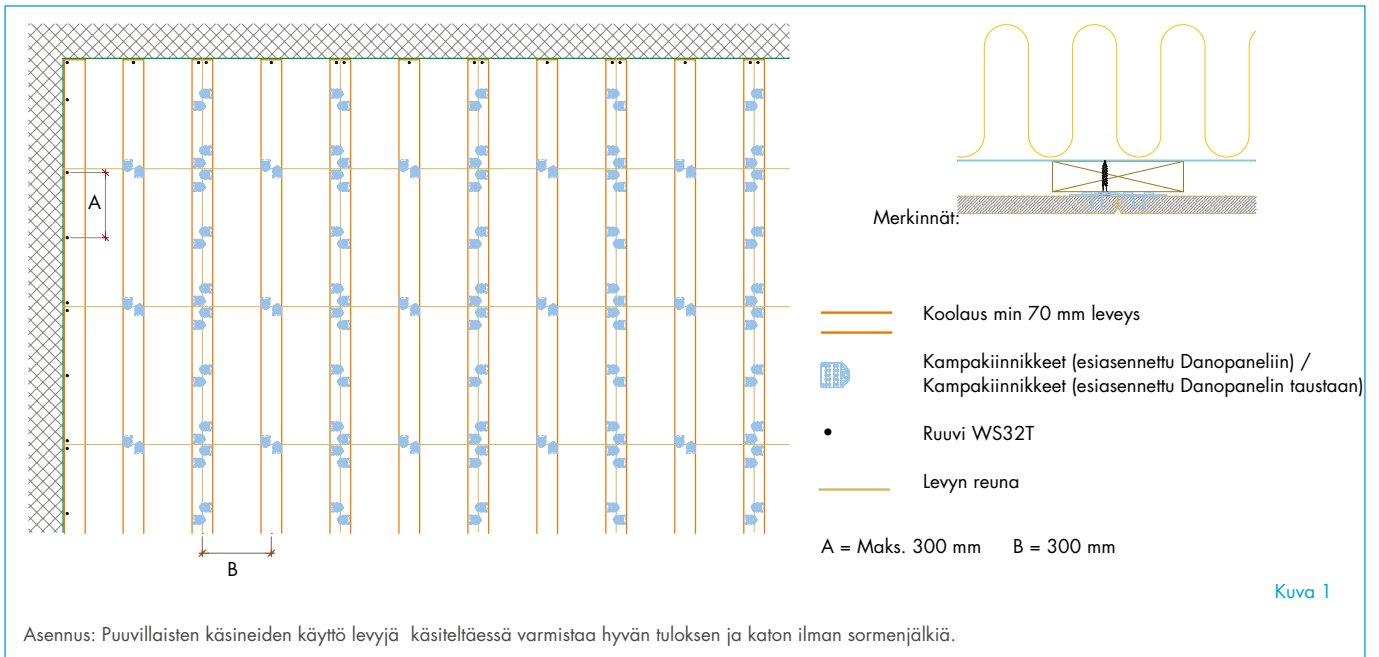 A
B
Merkinnät:
Koolaus min 70 mm leveys
Kampakiinnikkeet (esiasennettu Danopaneliin) /
Kampakiinnikkeet (esiasennettu Danopanelin taustaan)
Ruuvi WS32T
Levyn reuna
A = Maks. 300 mm B = 300 mm
Kuva 1
Asennus: Puuvillaisten käsineiden käyttö levyjä käsiteltäessä varmistaa hyvän tuloksen ja katon ilman sormenjälkiä.